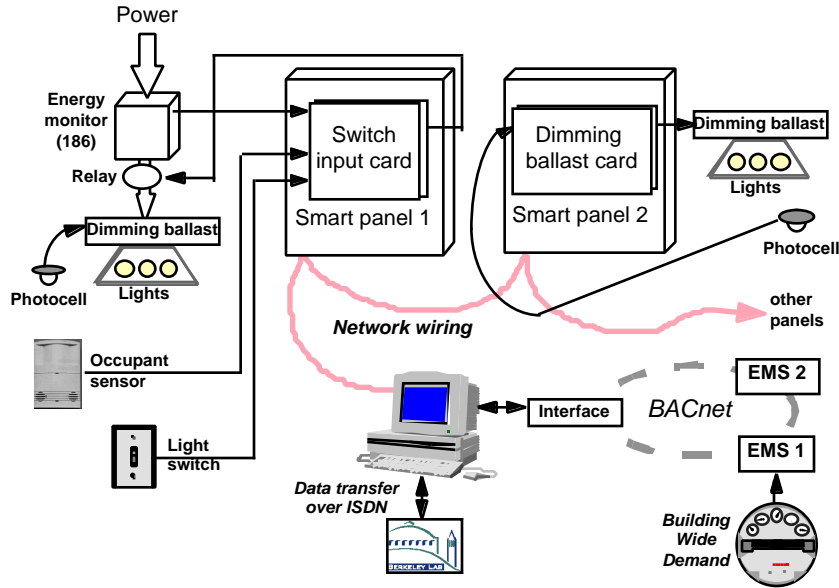 Power
Energy
monitor
(186)
Relay
Dimming ballast
Photocell
Lights
Switch
input card
Smart panel 1
Dimming
ballast card
Smart panel 2
Dimming ballast
Lights
Photocell
Network wiring
other
panels
Occupant
sensor
Light
switch
Interface
BACnet
EMS 2
EMS 1
Data transfer
over ISDN
BERKELEY LAB
Building
Wide
Demand